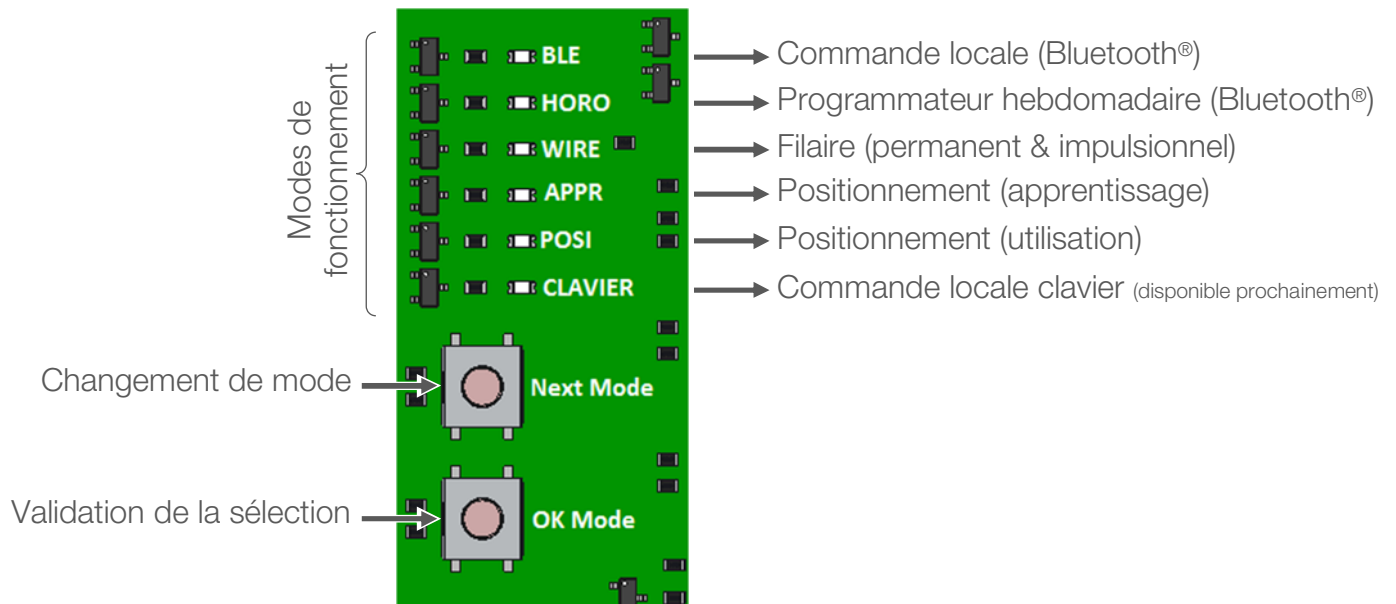 Modes de
fonctionnement
BLE
Commande locale (Bluetooth®)
HORO
Programmateur hebdomadaire (Bluetooth®)
WIRE
Filaire (permanent & impulsionnel)
APPR
Positionnement (apprentissage)
POSI
Positionnement (utilisation)
CLAVIER
Commande locale clavier (disponible prochainement)
Changement de mode
Next Mode
Validation de la sélection
OK Mode